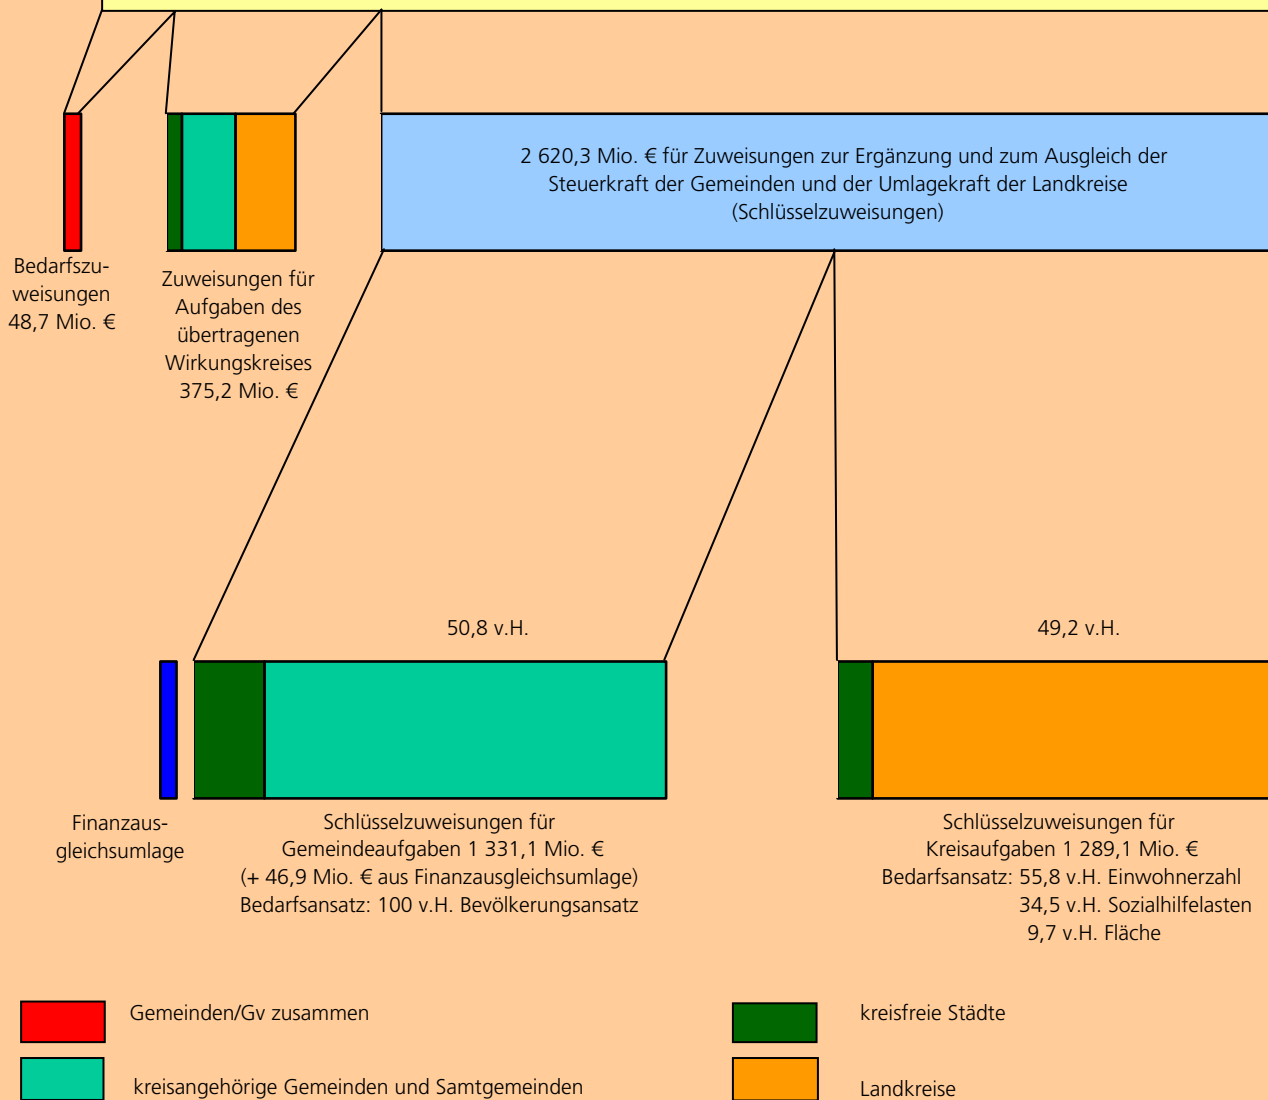 2 620,3 Mio. € für Zuweisungen zur Ergänzung und zum Ausgleich der
Steuerkraft der Gemeinden und der Umlagekraft der Landkreise
(Schlüsselzuweisungen)
Bedarfszu-
weisungen
48,7 Mio. €
Zuweisungen für
Aufgaben des
übertragenen
Wirkungskreises
375,2 Mio. €
50,8 v.H.
49,2 v.H.
Finanzaus-
gleichsumlage
Schlüsselzuweisungen für
Gemeindeaufgaben 1 331,1 Mio. €
(+ 46,9 Mio. € aus Finanzausgleichsumlage)
Bedarfsansatz: 100 v.H. Bevölkerungsansatz
Schlüsselzuweisungen für
Kreisaufgaben 1 289,1 Mio. €
Bedarfsansatz: 55,8 v.H. Einwohnerzahl
34,5 v.H. Sozialhilfelasten
9,7 v.H. Fläche
Gemeinden/Gv zusammen
kreisfreie Städte
kreisangehörige Gemeinden und Samtgemeinden
Landkreise